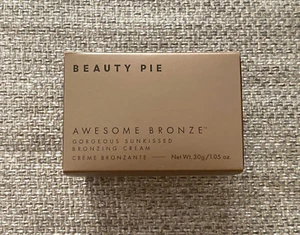 BEAUTY PIE
AWESOME BRONZE™
GORGEOUS SUNKISSED
BRONZING CREAM
CRÈME BRONZANTE — Net Wt. 30g/1.05 oz.